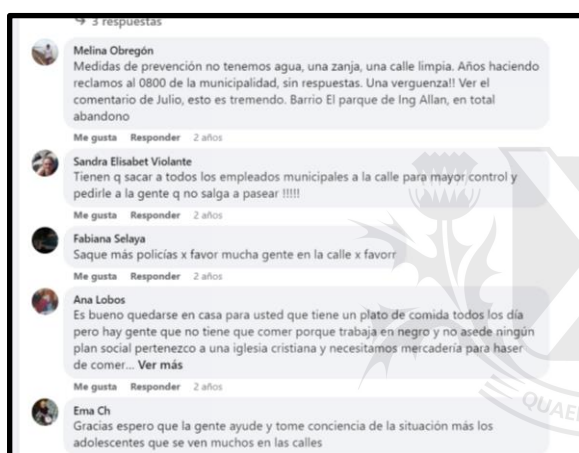 ↪ 3 respuestas
Melina Obregón
Medidas de prevención no tenemos agua, una zanja, una calle limpia. Años haciendo
reclamos al 0800 de la municipalidad, sin respuestas. Una verguenza!! Ver el
comentario de Julio, esto es tremendo. Barrio El parque de Ing Allan, en total
abandono
Me gusta Responder 2 años
Sandra Elisabet Violante
Tienen q sacar a todos los empleados municipales a la calle para mayor control y
pedirle a la gente q no salga a pasear !!!!!
Me gusta Responder 2 años
Fabiana Selaya
Saque más policías x favor mucha gente en la calle x favorr
Me gusta Responder 2 años
Ana Lobos
Es bueno quedarse en casa para usted que tiene un plato de comida todos los día
pero hay gente que no tiene que comer porque trabaja en negro y no asede ningún
plan social pertenezco a una iglesia cristiana y necesitamos mercadería para haser
de comer... Ver más
Me gusta Responder 2 años
Ema Ch
Gracias espero que la gente ayude y tome conciencia de la situación más los
adolescentes que se ven muchos en las calles